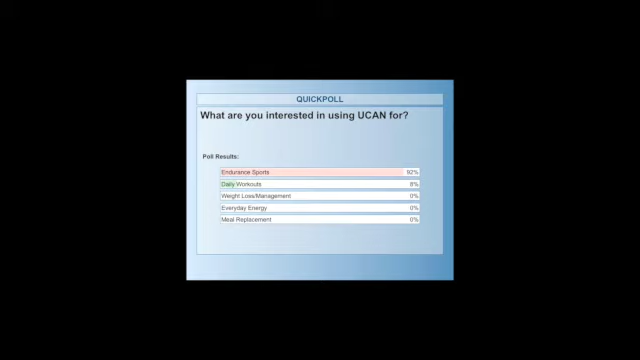 QUICKPOLL
What are you interested in using UCAN for?
Poll Results:
Endurance Sports 92%
Daily Workouts 8%
Weight Loss/Management 0%
Everyday Energy 0%
Meal Replacement 0%